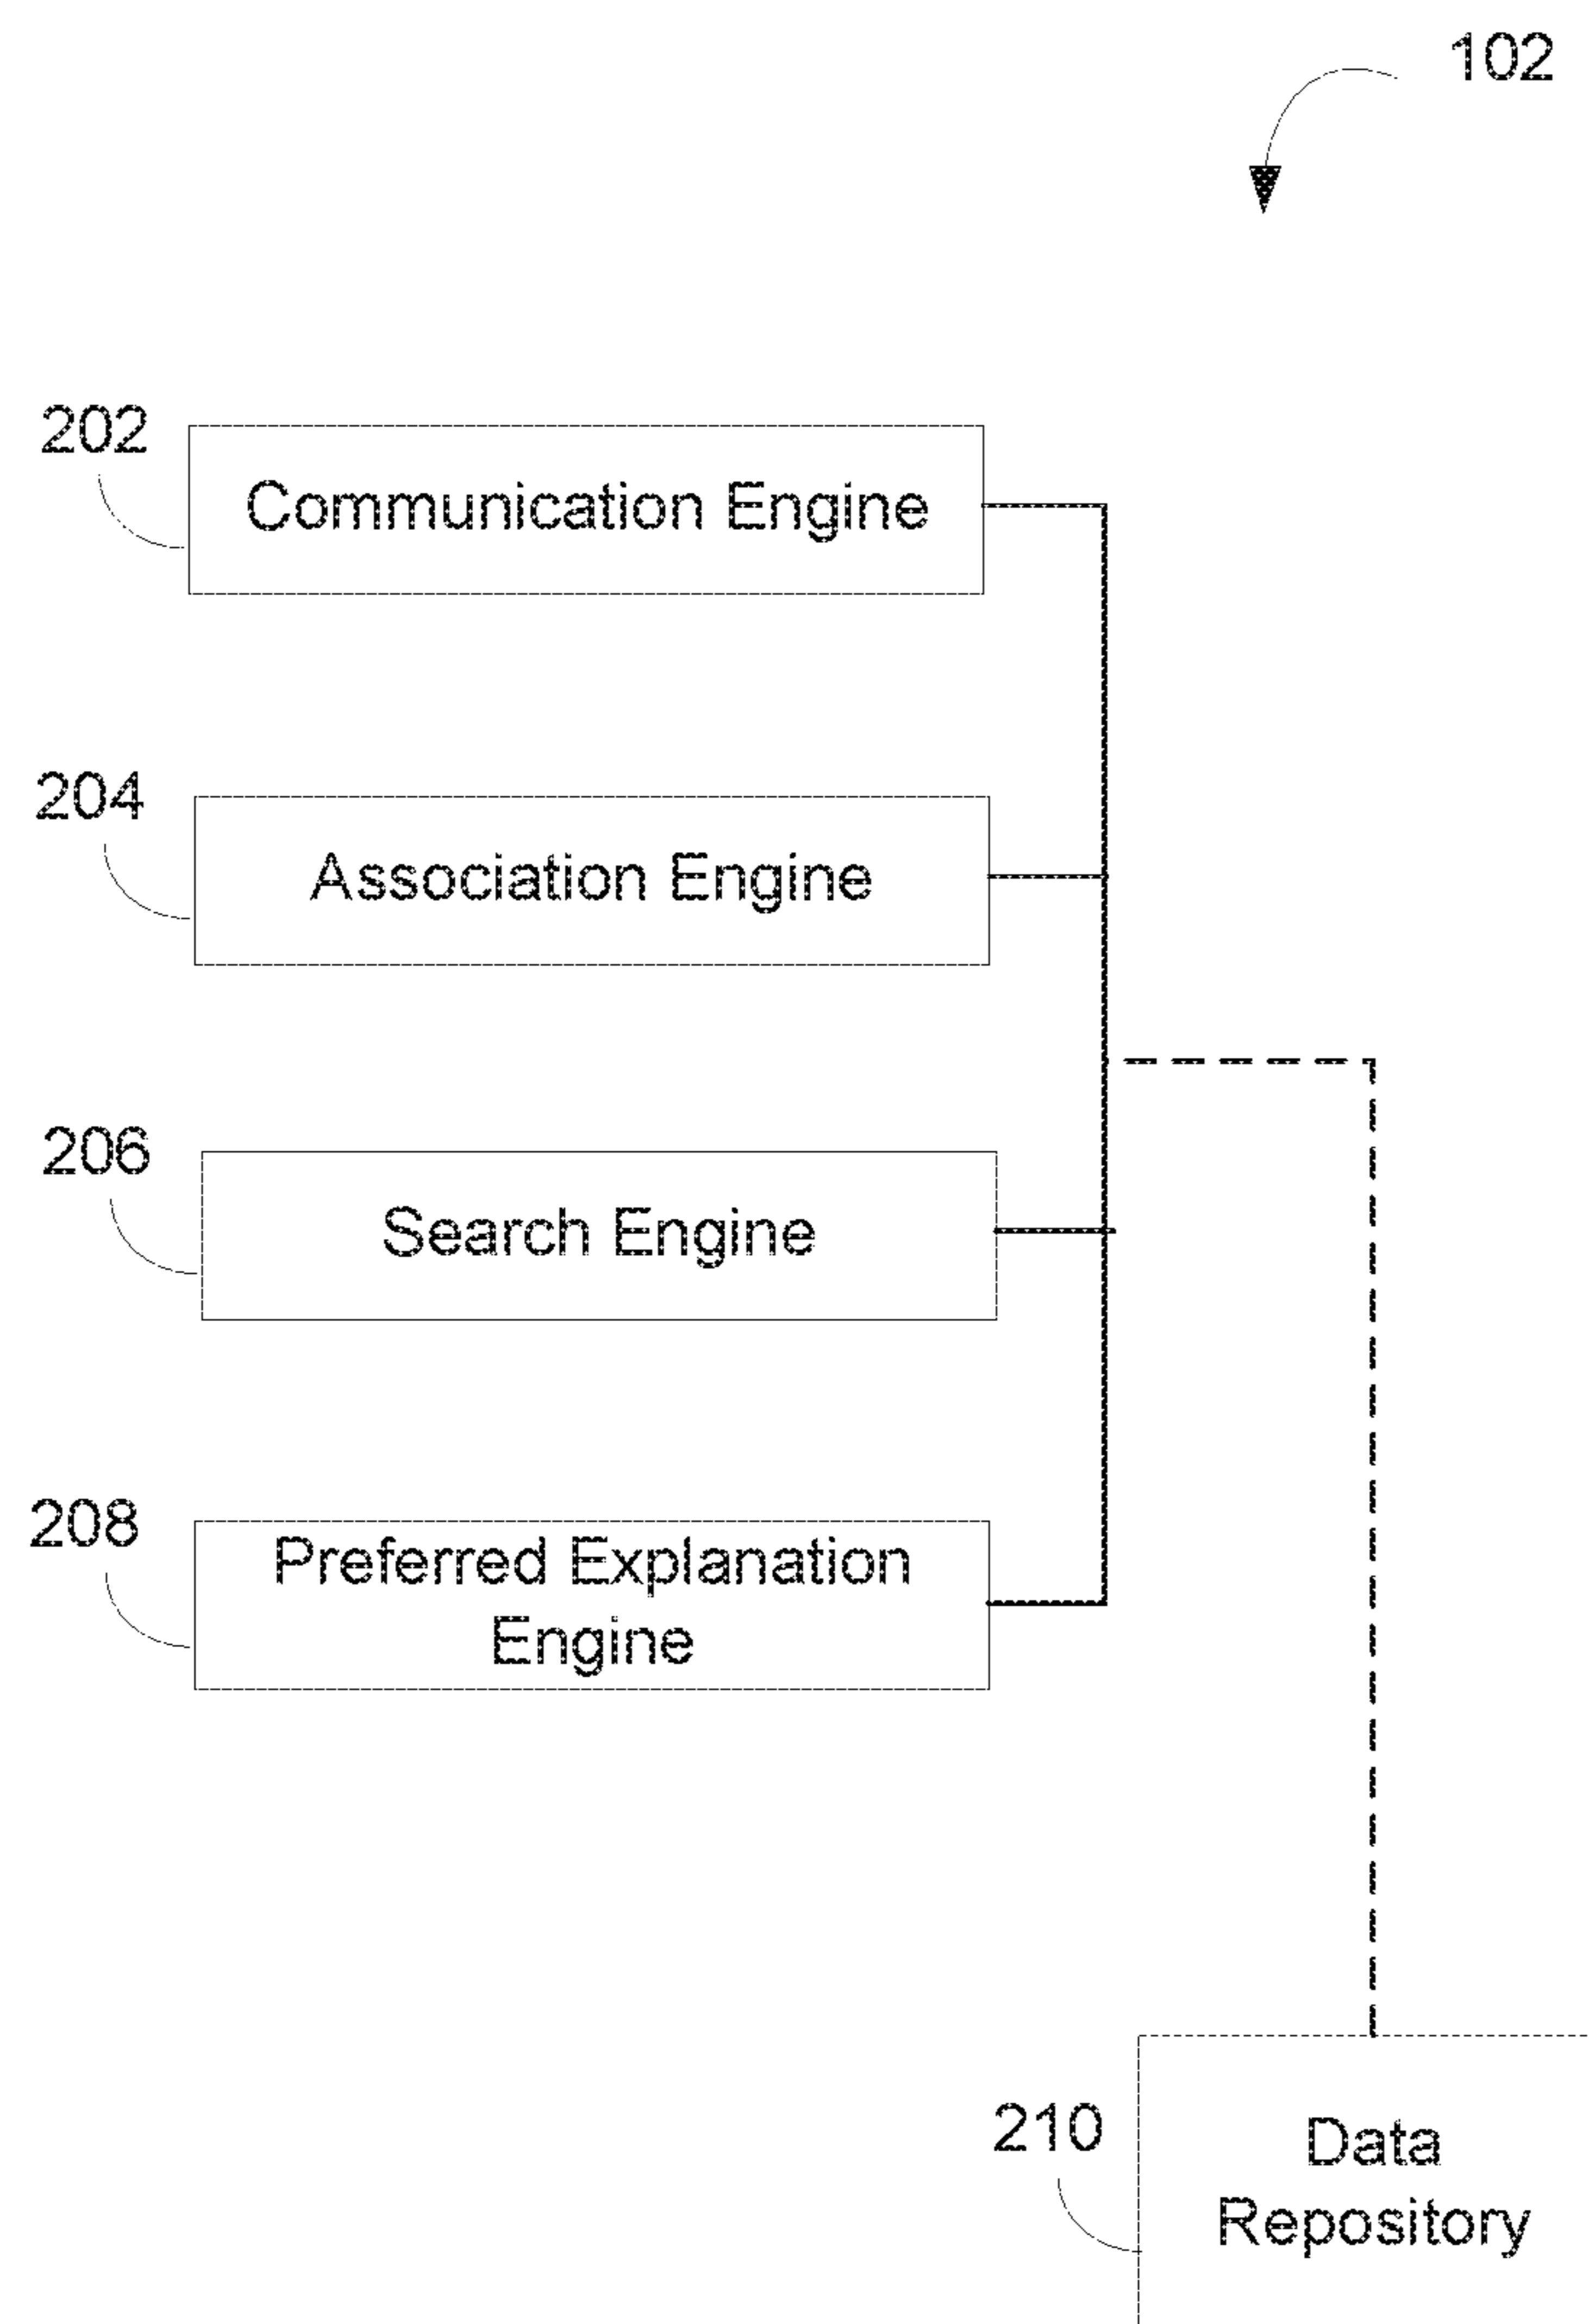 102
202
Communication Engine
204
Association Engine
206
Search Engine
208
Preferred Explanation
Engine
210
Data
Repository